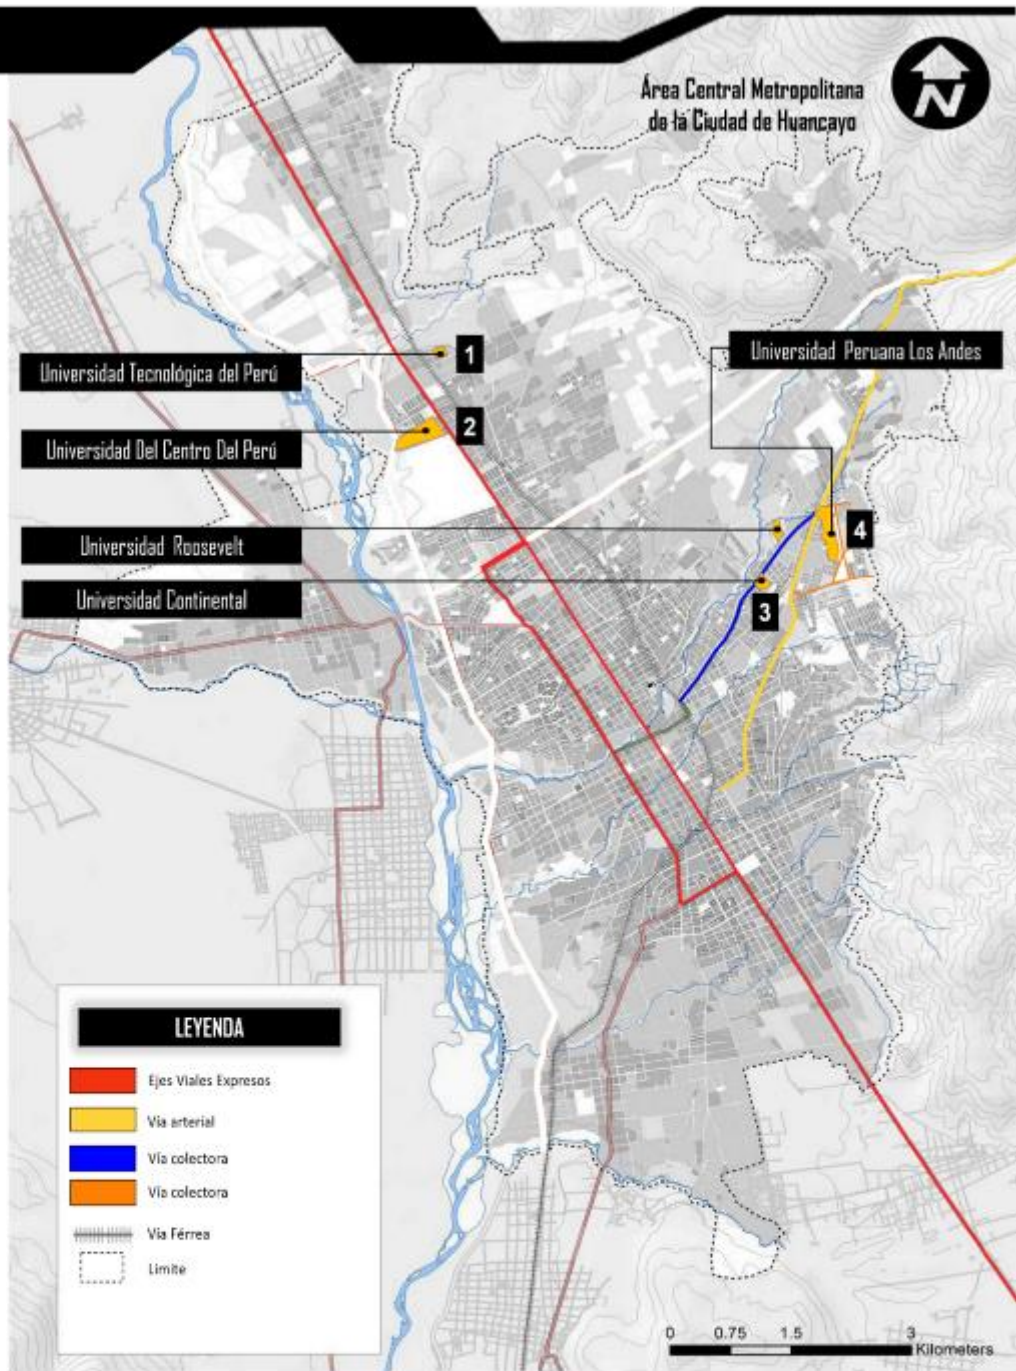 Área Central Metropolitana
de la Ciudad de Huancayo
N
Universidad Tecnológica del Perú
1
Universidad Peruana Los Andes
2
Universidad Del Centro Del Perú
Universidad Roosevelt
4
Universidad Continental
3
LEYENDA
Ejes Viales Expresos
Via arterial
Vía colectora
Vía colectora
Vía Férrea
Limite
0 0.75 1.5 3
Kilometers